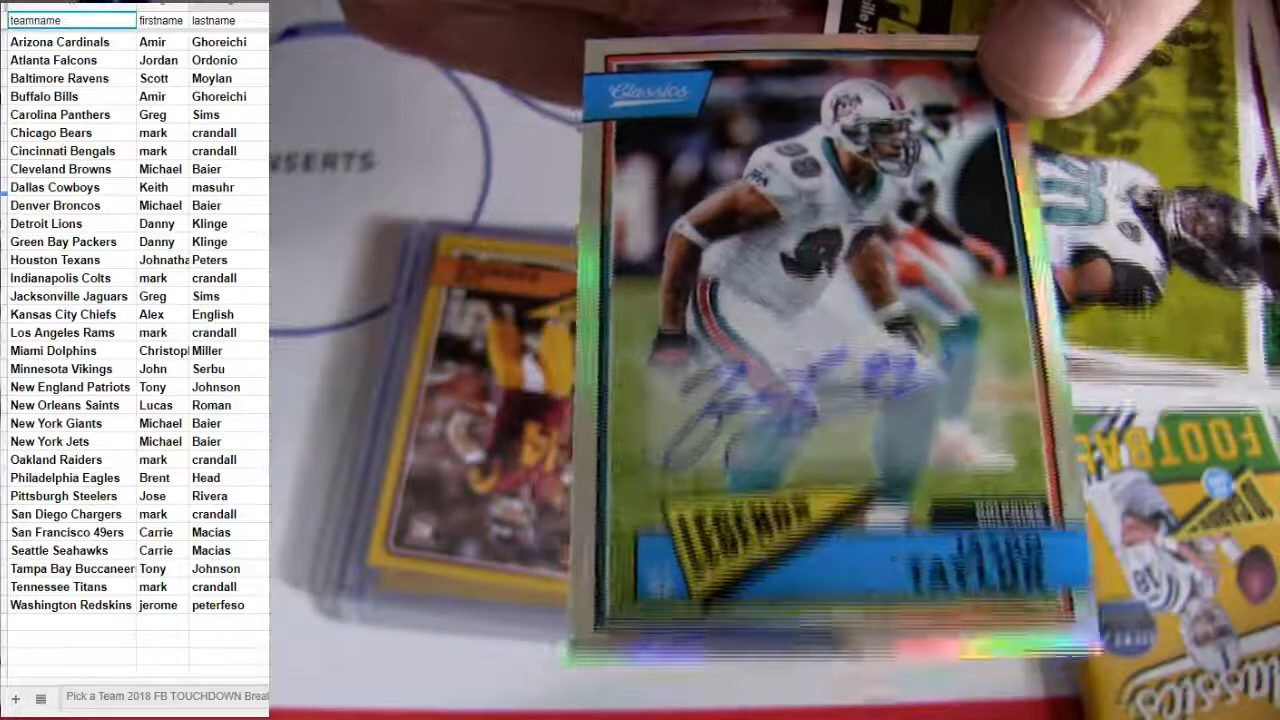 teamname firstname lastname
Arizona Cardinals Amir Ghoreichi
Atlanta Falcons Jordan Ordonio
Baltimore Ravens Scott Moylan
Buffalo Bills Amir Ghoreichi
Carolina Panthers Greg Sims
Chicago Bears mark crandall
Cincinnati Bengals mark crandall
Cleveland Browns Michael Baier
Dallas Cowboys Keith masuhr
Denver Broncos Michael Baier
Detroit Lions Danny Klinge
Green Bay Packers Danny Klinge
Houston Texans Johnatha Peters
Indianapolis Colts mark crandall
Jacksonville Jaguars Greg Sims
Kansas City Chiefs Alex English
Los Angeles Rams mark crandall
Miami Dolphins Christop Miller
Minnesota Vikings John Serbu
New England Patriots Tony Johnson
New Orleans Saints Lucas Roman
New York Giants Michael Baier
New York Jets Michael Baier
Oakland Raiders mark crandall
Philadelphia Eagles Brent Head
Pittsburgh Steelers Jose Rivera
San Diego Chargers mark crandall
San Francisco 49ers Carrie Macias
Seattle Seahawks Carrie Macias
Tampa Bay Buccaneer Tony Johnson
Tennessee Titans mark crandall
Washington Redskins jerome peterfeso
Pick a Team 2018 FB TOUCHDOWN Break
NSERTS
Classics
99
DOLPHINS
TAYLOR
FOOTBAL
18
Classics